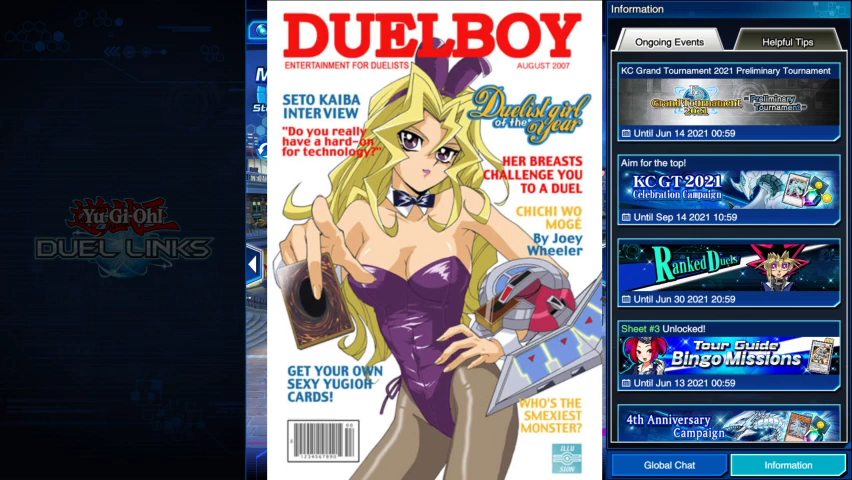 Yu-Gi-Oh!
DUEL LINKS
DUELBOY
ENTERTAINMENT FOR DUELISTS
AUGUST 2007
SETO KAIBA
INTERVIEW
"Do you really
have a hard-on
for technology?"
Duelist girl
of the Year
HER BREASTS
CHALLENGE YOU
TO A DUEL
CHICHI WO
MOGÉ
By Joey
Wheeler
GET YOUR OWN
SEXY YUGIOH
CARDS!
WHO'S THE
SMEXIEST
MONSTER?
ILLU
SION
Information
Ongoing Events
Helpful Tips
KC Grand Tournament 2021 Preliminary Tournament
Grand Tournament
2021
"Preliminary
Tournament"
Until Jun 14 2021 00:59
Aim for the top!
KC GT 2021
Celebration Campaign
Until Sep 14 2021 10:59
Ranked Duels
Until Jun 30 2021 20:59
Sheet #3 Unlocked!
Tour Guide
Bingo Missions
Until Jun 13 2021 00:59
4th Anniversary
Campaign
Global Chat
Information